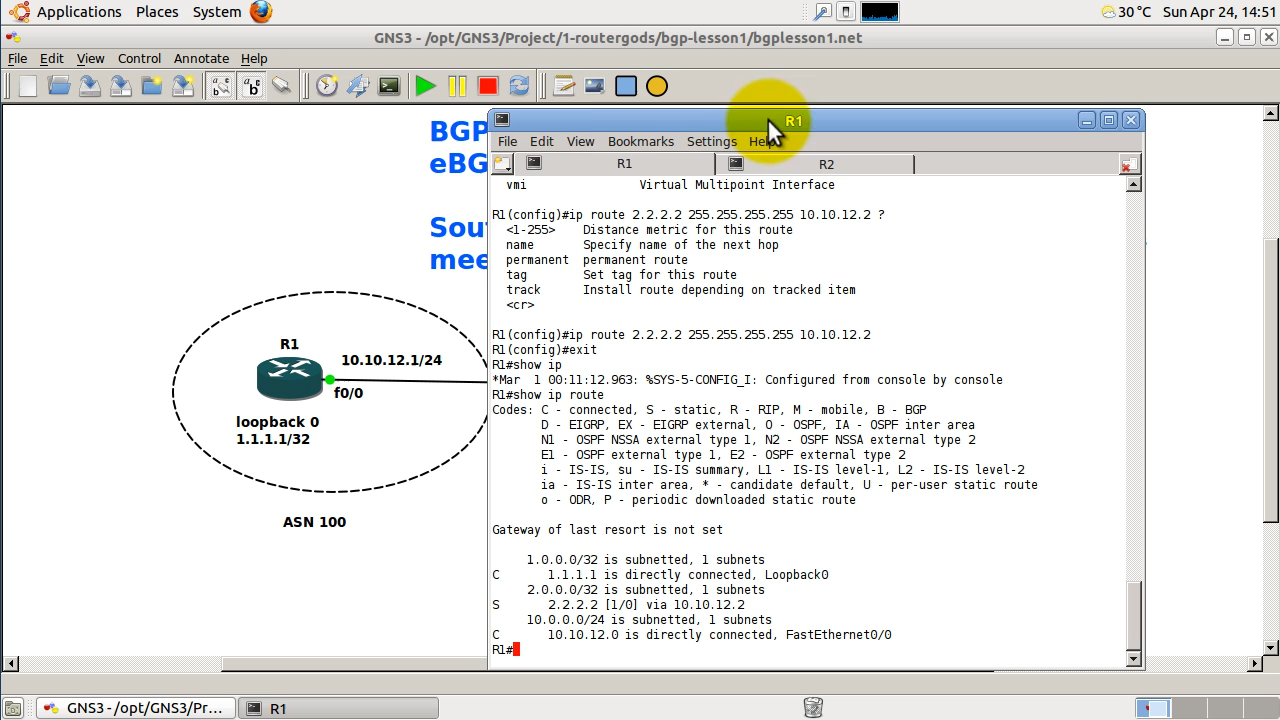 Applications Places System
30 °C Sun Apr 24, 14:51
GNS3 - /opt/GNS3/Project/1-routergods/bgp-lesson1/bgplesson1.net
File Edit View Control Annotate Help
BGP
eBG
Sou
mee
R1
10.10.12.1/24
f0/0
loopback 0
1.1.1.1/32
ASN 100
R1
File Edit View Bookmarks Settings Help
R1 R2
vmi Virtual Multipoint Interface
R1(config)#ip route 2.2.2.2 255.255.255.255 10.10.12.2 ?
<1-255> Distance metric for this route
name Specify name of the next hop
permanent permanent route
tag Set tag for this route
track Install route depending on tracked item
<cr>
R1(config)#ip route 2.2.2.2 255.255.255.255 10.10.12.2
R1(config)#exit
R1#show ip
*Mar 1 00:11:12.963: %SYS-5-CONFIG_I: Configured from console by console
R1#show ip route
Codes: C - connected, S - static, R - RIP, M - mobile, B - BGP
D - EIGRP, EX - EIGRP external, O - OSPF, IA - OSPF inter area
N1 - OSPF NSSA external type 1, N2 - OSPF NSSA external type 2
E1 - OSPF external type 1, E2 - OSPF external type 2
i - IS-IS, su - IS-IS summary, L1 - IS-IS level-1, L2 - IS-IS level-2
ia - IS-IS inter area, * - candidate default, U - per-user static route
o - ODR, P - periodic downloaded static route
Gateway of last resort is not set
1.0.0.0/32 is subnetted, 1 subnets
C 1.1.1.1 is directly connected, Loopback0
2.0.0.0/32 is subnetted, 1 subnets
S 2.2.2.2 [1/0] via 10.10.12.2
10.0.0.0/24 is subnetted, 1 subnets
C 10.10.12.0 is directly connected, FastEthernet0/0
R1#
GNS3 - /opt/GNS3/Pr... R1